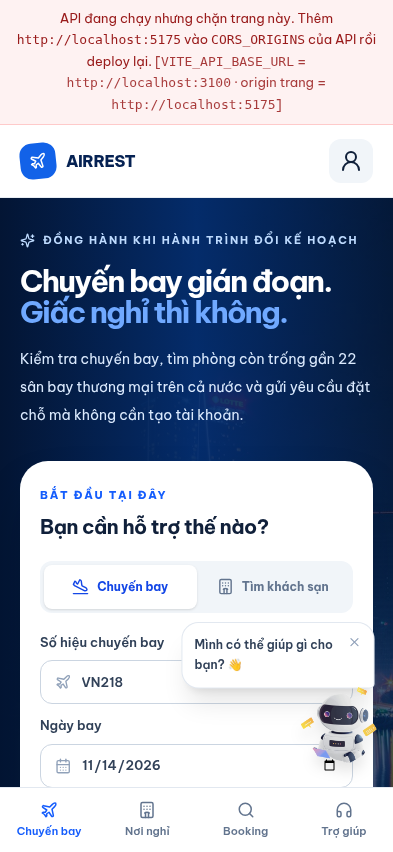 API đang chạy nhưng chặn trang này. Thêm
http://localhost:5175 vào CORS_ORIGINS của API rồi
deploy lại. [VITE_API_BASE_URL =
http://localhost:3100 · origin trang =
http://localhost:5175]
AIRREST
ĐỒNG HÀNH KHI HÀNH TRÌNH ĐỔI KẾ HOẠCH
Chuyến bay gián đoạn.
Giấc nghỉ thì không.
Kiểm tra chuyến bay, tìm phòng còn trống gần 22
sân bay thương mại trên cả nước và gửi yêu cầu đặt
chỗ mà không cần tạo tài khoản.
BẮT ĐẦU TẠI ĐÂY
Bạn cần hỗ trợ thế nào?
Chuyến bay
Tìm khách sạn
Số hiệu chuyến bay
Mình có thể giúp gì cho
bạn? 👋
VN218
Ngày bay
11/14/2026
Chuyến bay
Nơi nghỉ
Booking
Trợ giúp